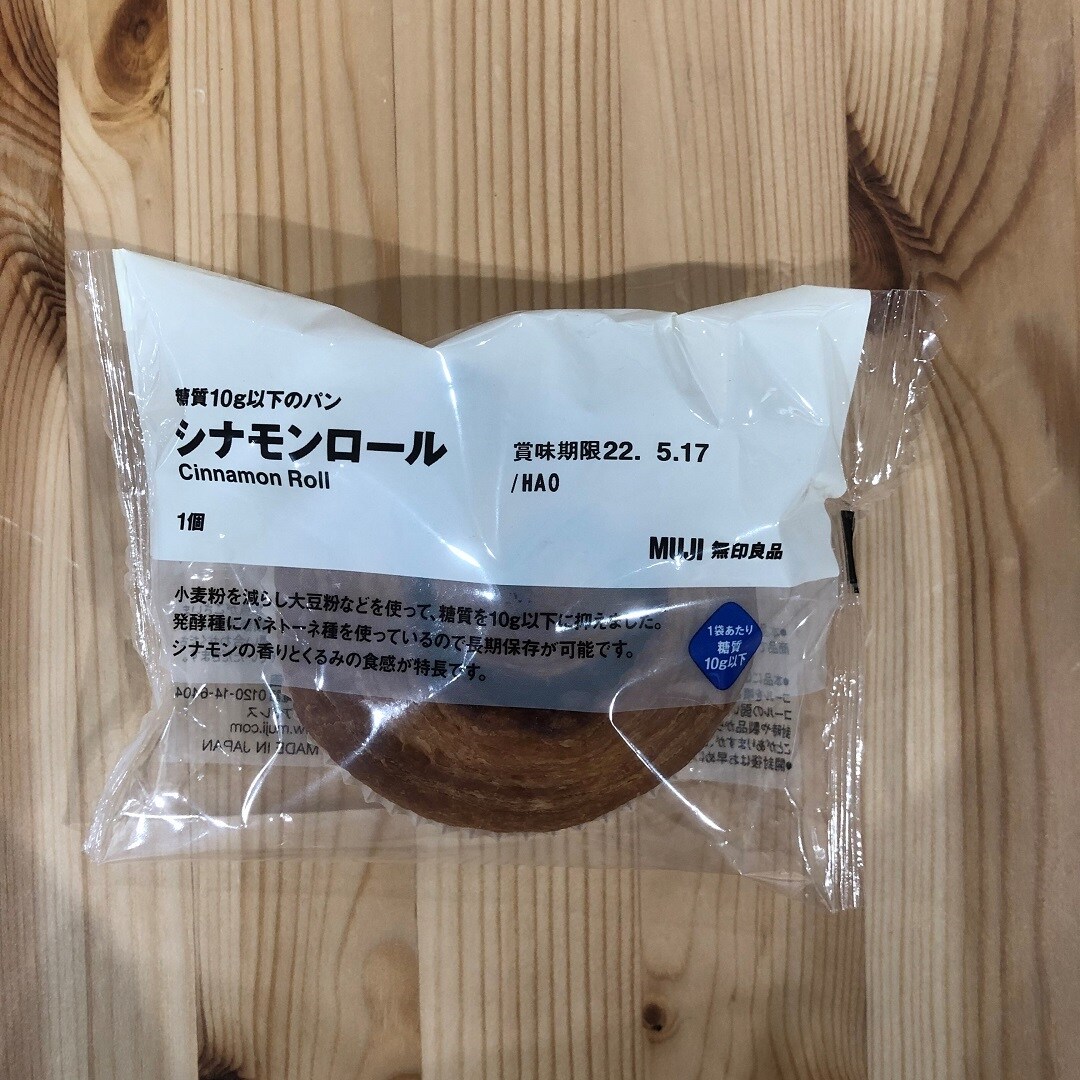 糖質10g以下のパン
シナモンロール
Cinnamon Roll
1個
賞味期限22. 5.17
/HAO
MUJI 無印良品
小麦粉を減らし大豆粉などを使って、糖質を10g以下に抑えました。
発酵種にパネトーネ種を使っているので長期保存が可能です。
シナモンの香りとくるみの食感が特長です。
1袋あたり
糖質
10g以下
0120-14-6404
muji.com
MADE IN JAPAN